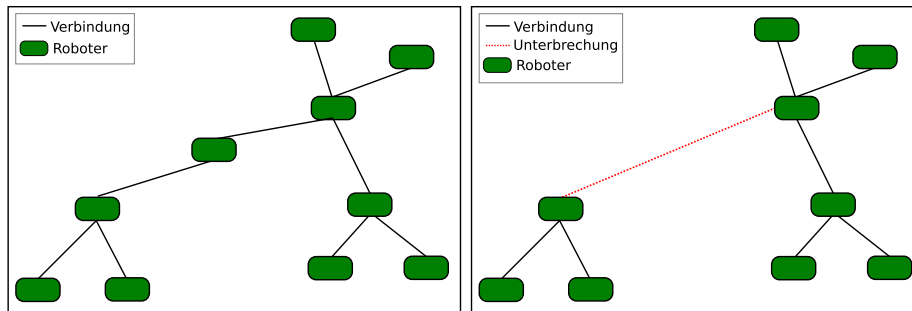 Verbindung
Roboter
Verbindung
Unterbrechung
Roboter